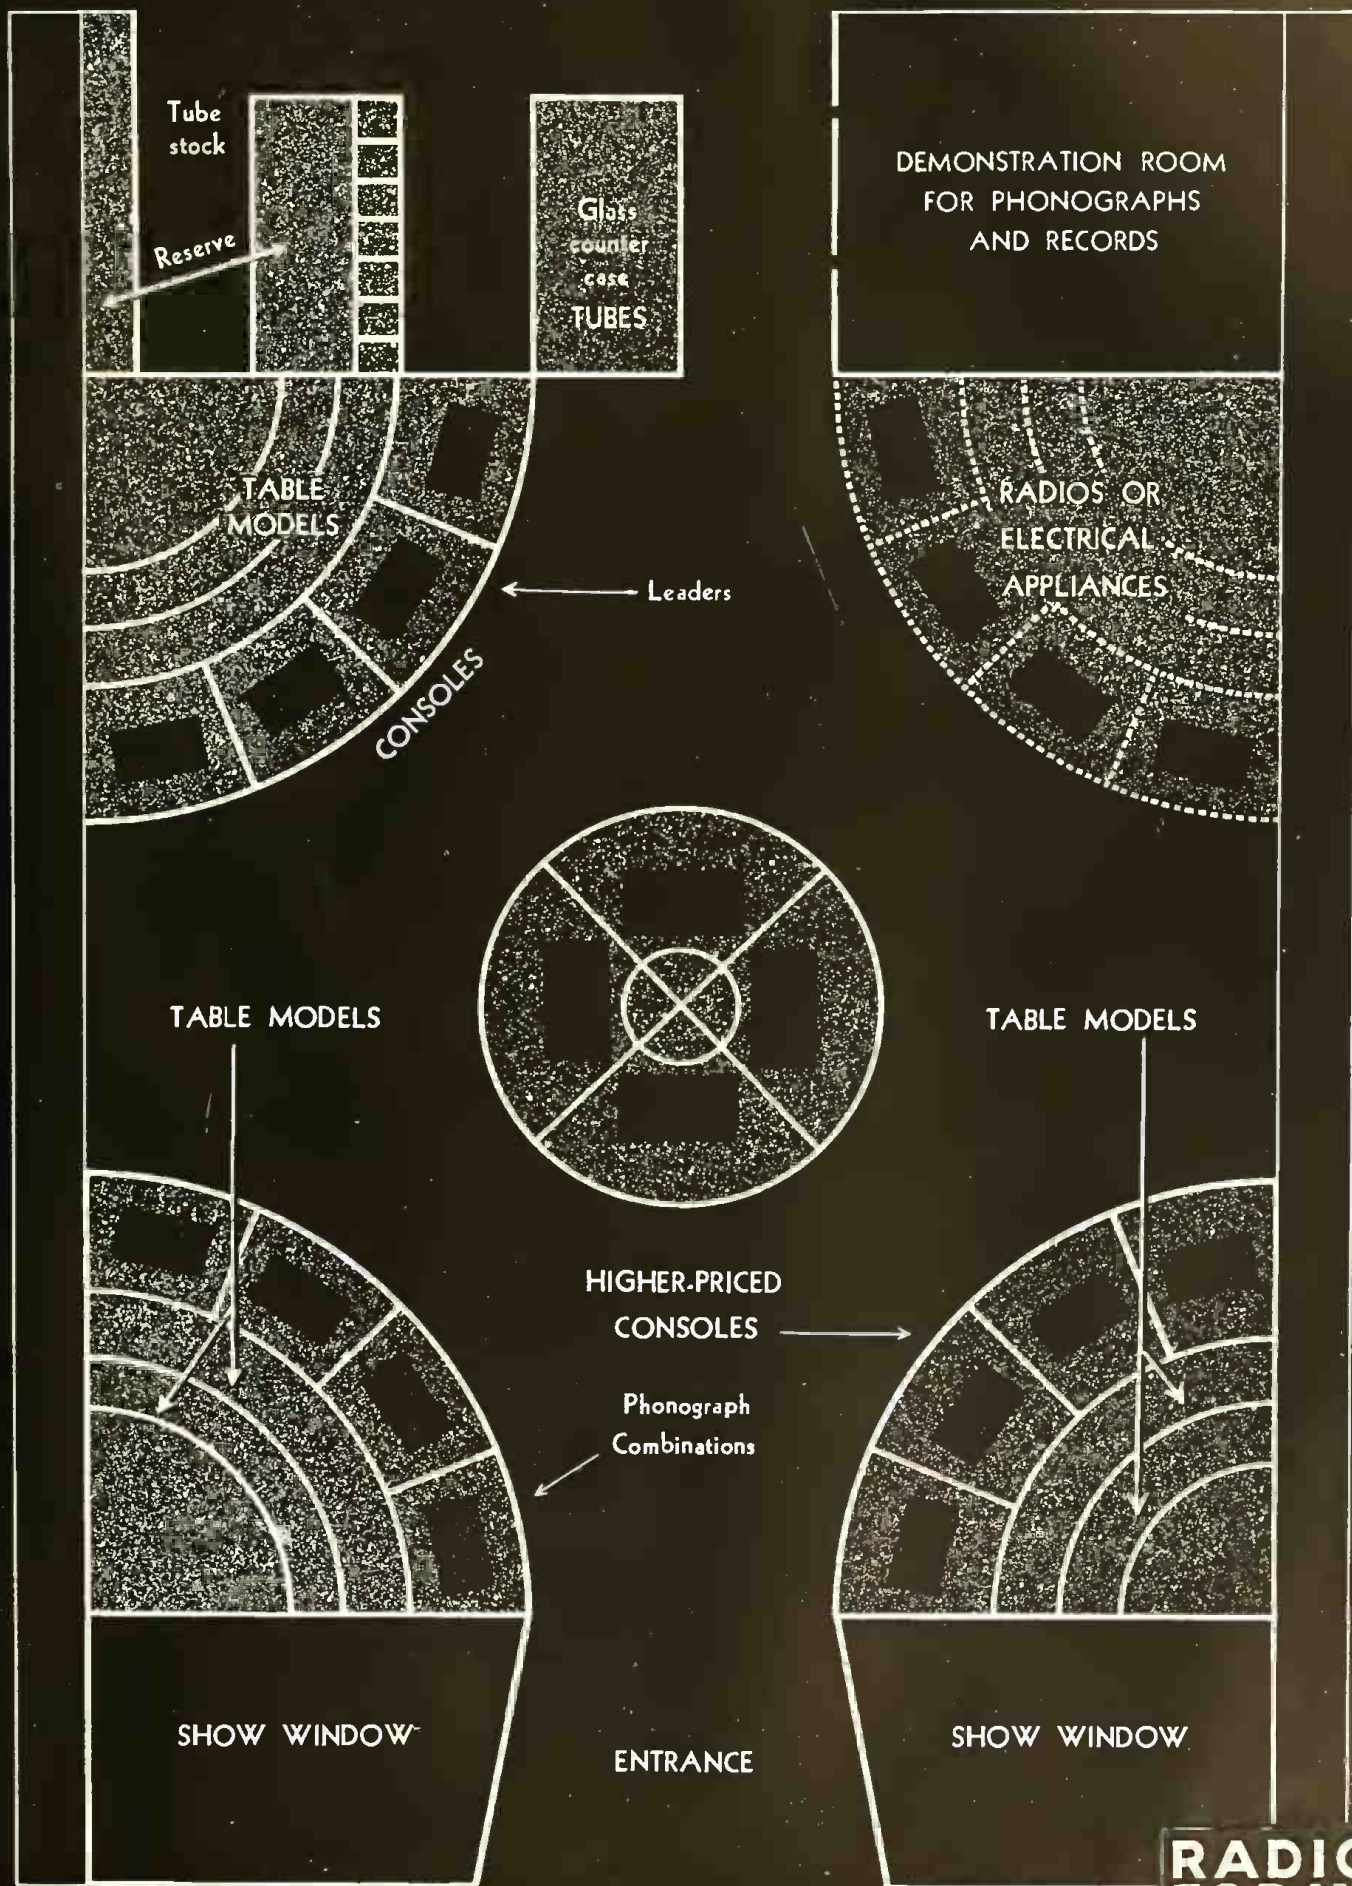 Tube
stock
Reserve
Glass
counter
case
TUBES
DEMONSTRATION ROOM
FOR PHONOGRAPHS
AND RECORDS
TABLE
MODELS
RADIOS OR
ELECTRICAL
APPLIANCES
Leaders
CONSOLES
TABLE MODELS
TABLE MODELS
HIGHER-PRICED
CONSOLES
Phonograph
Combinations
SHOW WINDOW
ENTRANCE
SHOW WINDOW
RADIO